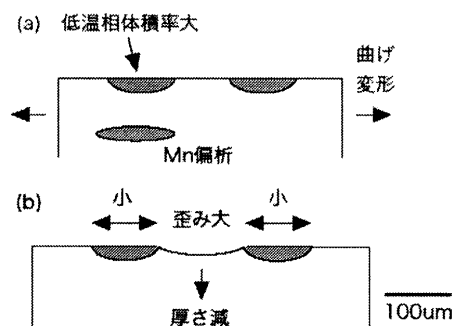 (a) 低温相体積率大
曲げ
変形
Mn偏析
(b) 小 歪み大 小
厚さ減
100um